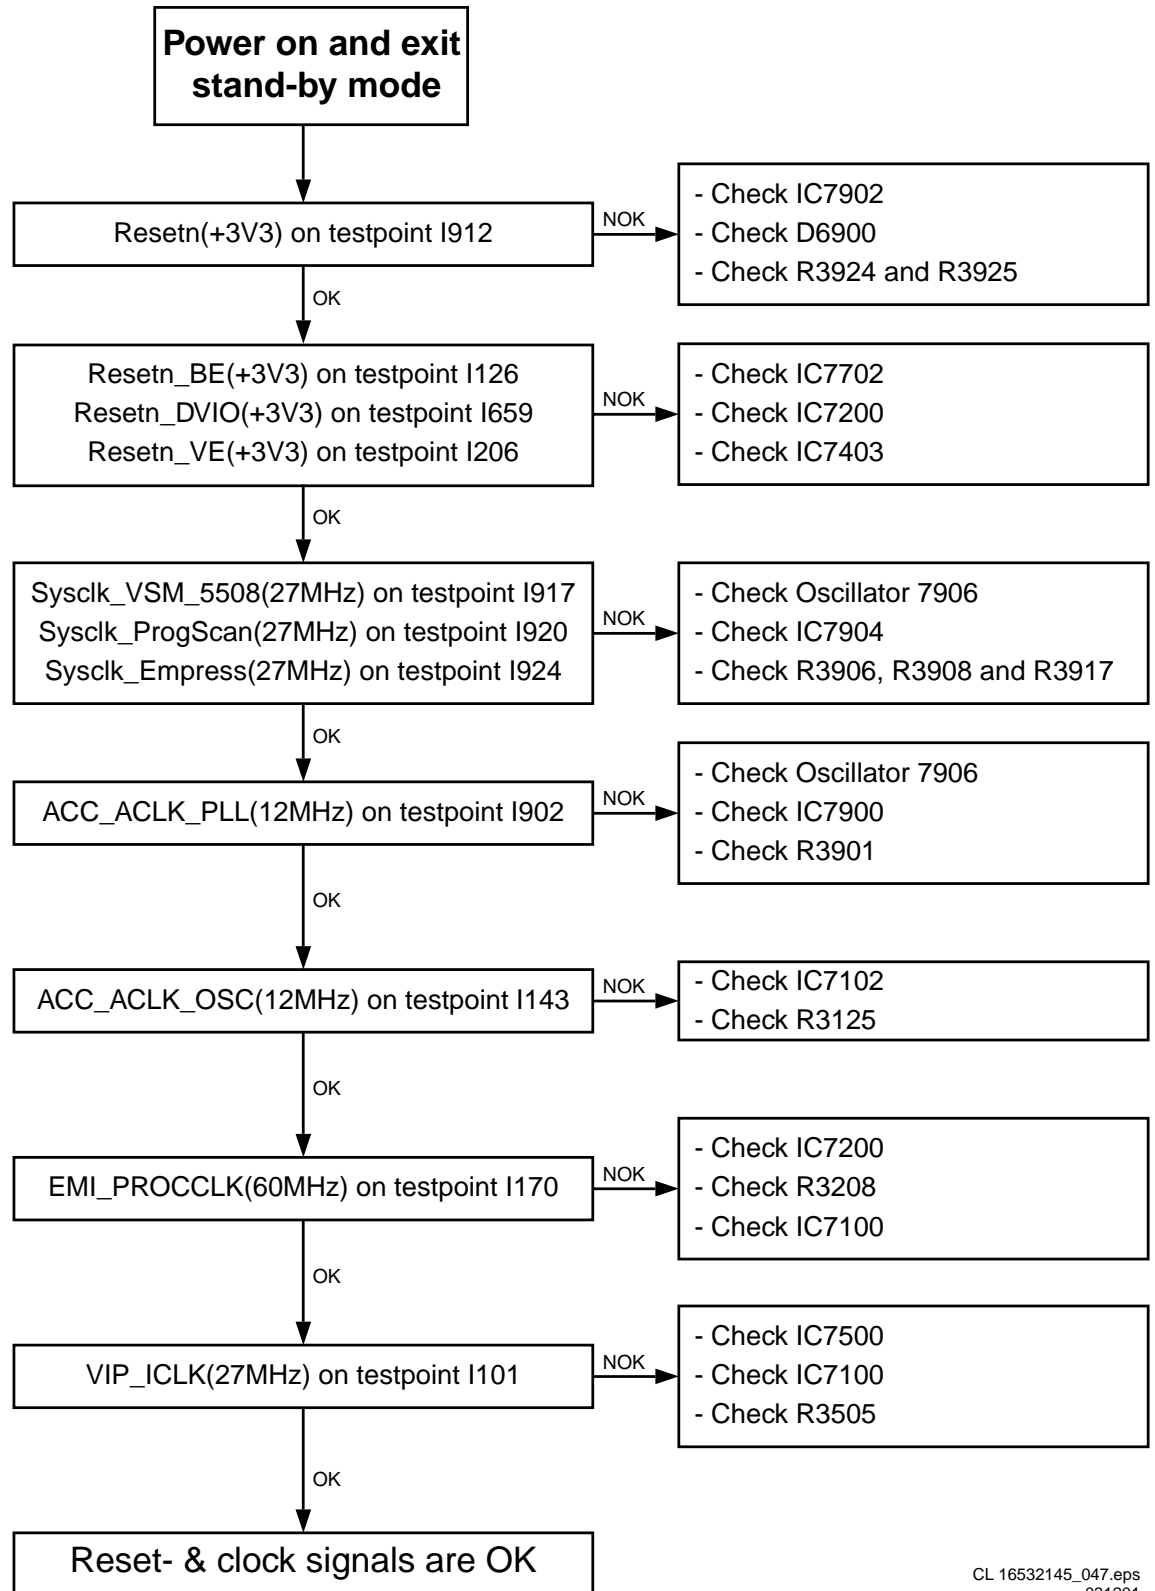 Power on and exit
stand-by mode
Resetn(+3V3) on testpoint I912
NOK
- Check IC7902
- Check D6900
- Check R3924 and R3925
OK
Resetn_BE(+3V3) on testpoint I126
Resetn_DVIO(+3V3) on testpoint I659
Resetn_VE(+3V3) on testpoint I206
NOK
- Check IC7702
- Check IC7200
- Check IC7403
OK
Sysclk_VSM_5508(27MHz) on testpoint I917
Sysclk_ProgScan(27MHz) on testpoint I920
Sysclk_Empress(27MHz) on testpoint I924
NOK
- Check Oscillator 7906
- Check IC7904
- Check R3906, R3908 and R3917
OK
ACC_ACLK_PLL(12MHz) on testpoint I902
NOK
- Check Oscillator 7906
- Check IC7900
- Check R3901
OK
ACC_ACLK_OSC(12MHz) on testpoint I143
NOK
- Check IC7102
- Check R3125
OK
EMI_PROCCLK(60MHz) on testpoint I170
NOK
- Check IC7200
- Check R3208
- Check IC7100
OK
VIP_ICLK(27MHz) on testpoint I101
NOK
- Check IC7500
- Check IC7100
- Check R3505
OK
Reset- & clock signals are OK
CL 16532145_047.eps